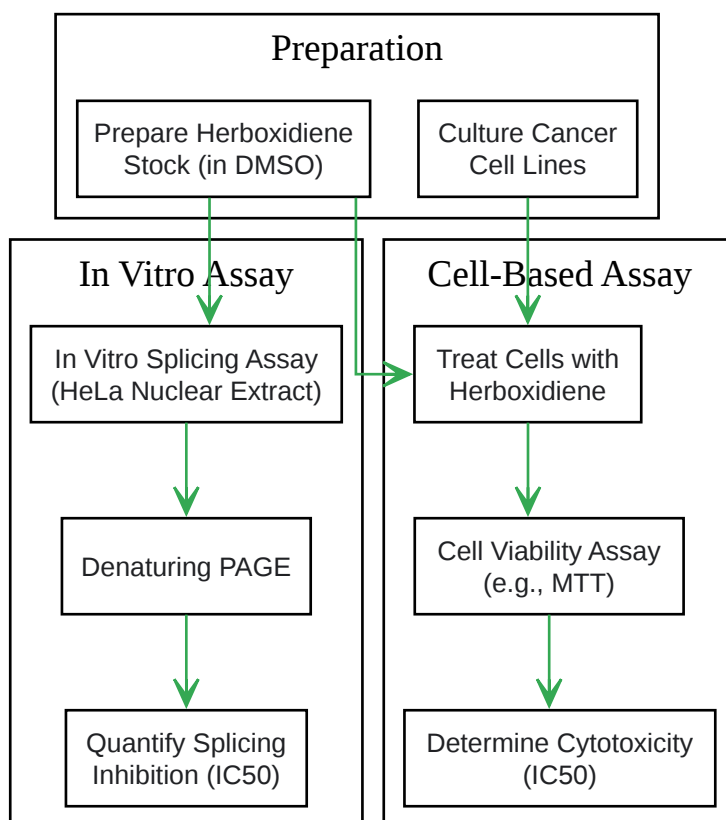 Preparation
Prepare Herboxidiene
Stock (in DMSO)
Culture Cancer
Cell Lines
In Vitro Assay
In Vitro Splicing Assay
(HeLa Nuclear Extract)
Denaturing PAGE
Quantify Splicing
Inhibition (IC50)
Cell-Based Assay
Treat Cells with
Herboxidiene
Cell Viability Assay
(e.g., MTT)
Determine Cytotoxicity
(IC50)